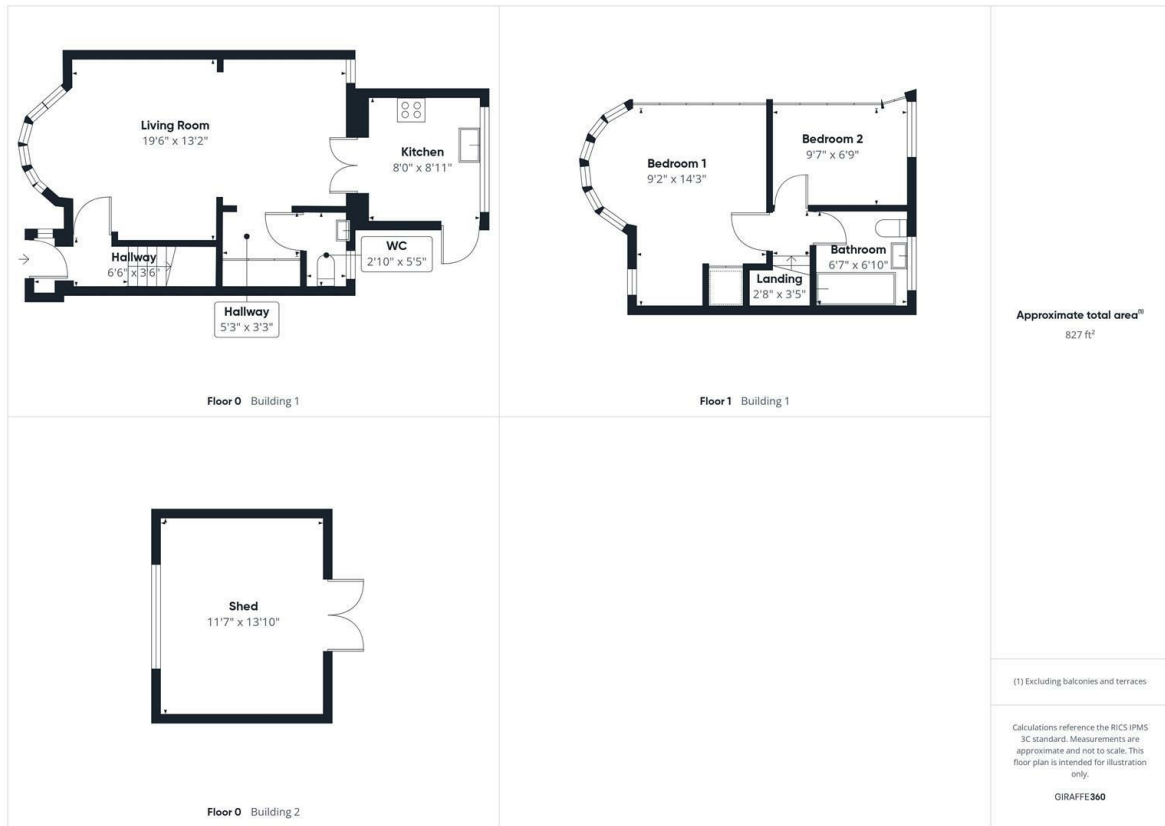 Living Room
19'6" x 13'2"
Kitchen
8'0" x 8'11"
Hallway
6'6" x 3'6"
WC
2'10" x 5'5"
Hallway
5'3" x 3'3"
Floor 0 Building 1
Bedroom 1
9'2" x 14'3"
Bedroom 2
9'7" x 6'9"
Bathroom
6'7" x 6'10"
Landing
2'8" x 3'5"
Floor 1 Building 1
Shed
11'7" x 13'10"
Floor 0 Building 2
Approximate total area(1)
827 ft²
(1) Excluding balconies and terraces
Calculations reference the RICS IPMS
3C standard. Measurements are
approximate and not to scale. This
floor plan is intended for illustration
only.
GIRAFFE360